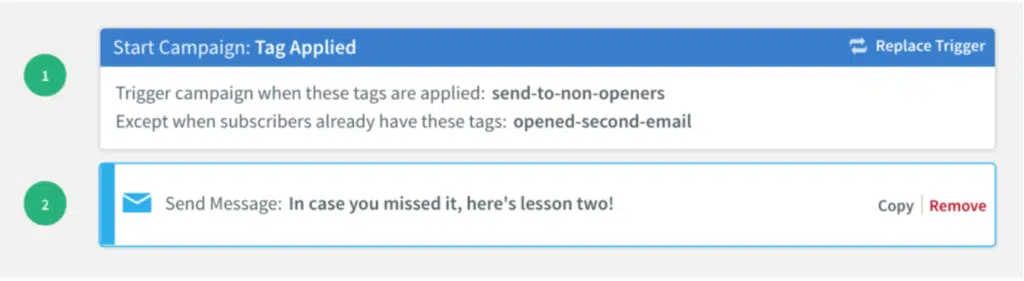 1
Start Campaign: Tag Applied
Replace Trigger
Trigger campaign when these tags are applied: send-to-non-openers
Except when subscribers already have these tags: opened-second-email
2
Send Message: In case you missed it, here's lesson two!
Copy
Remove